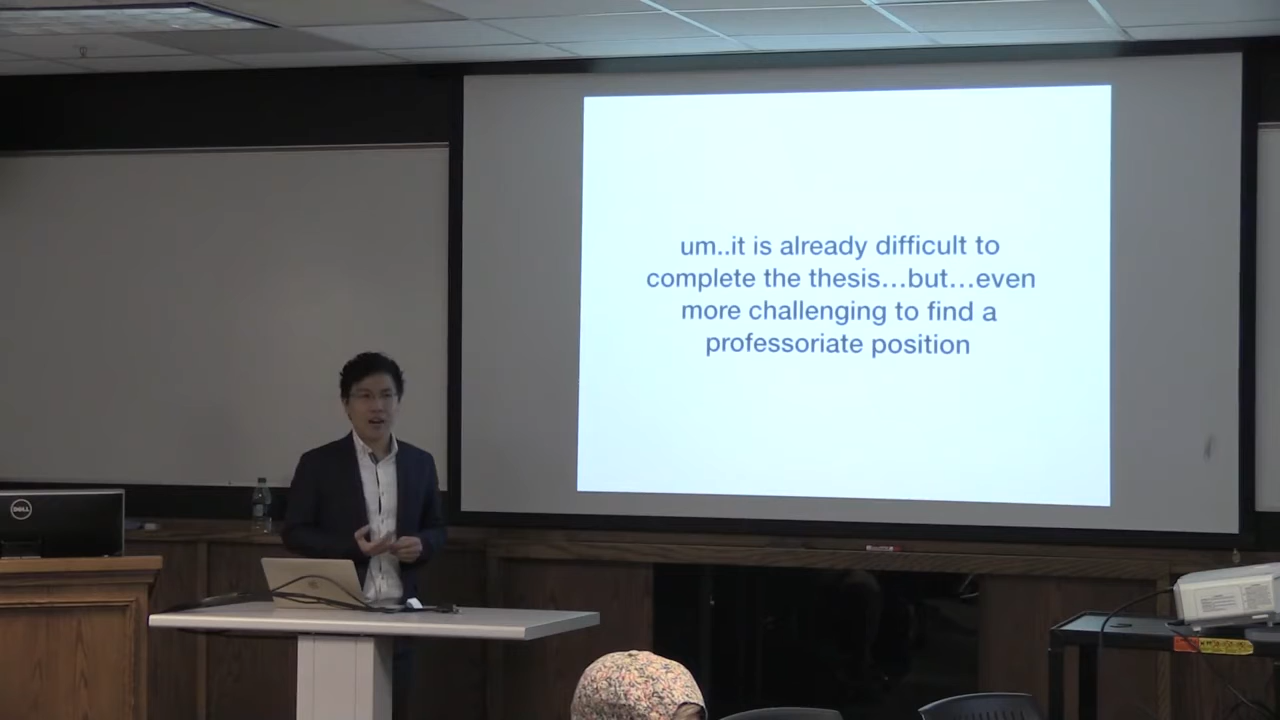 um..it is already difficult to
complete the thesis...but...even
more challenging to find a
professoriate position
DELL